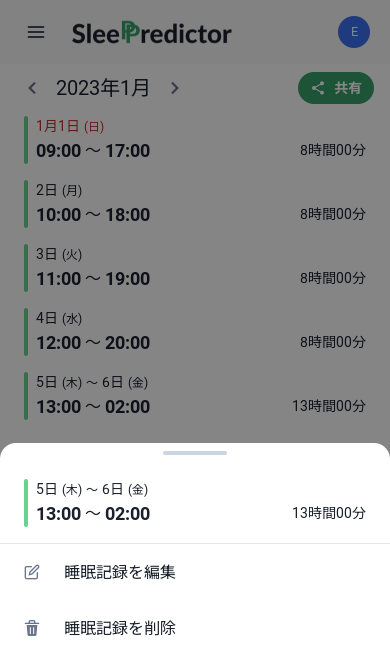 SleePPredictor
E
2023年1月
共有
1月1日 (日)
09:00 〜 17:00 8時間00分
2日 (月)
10:00 〜 18:00 8時間00分
3日 (火)
11:00 〜 19:00 8時間00分
4日 (水)
12:00 〜 20:00 8時間00分
5日 (木) 〜 6日 (金)
13:00 〜 02:00 13時間00分
5日 (木) 〜 6日 (金)
13:00 〜 02:00 13時間00分
睡眠記録を編集
睡眠記録を削除